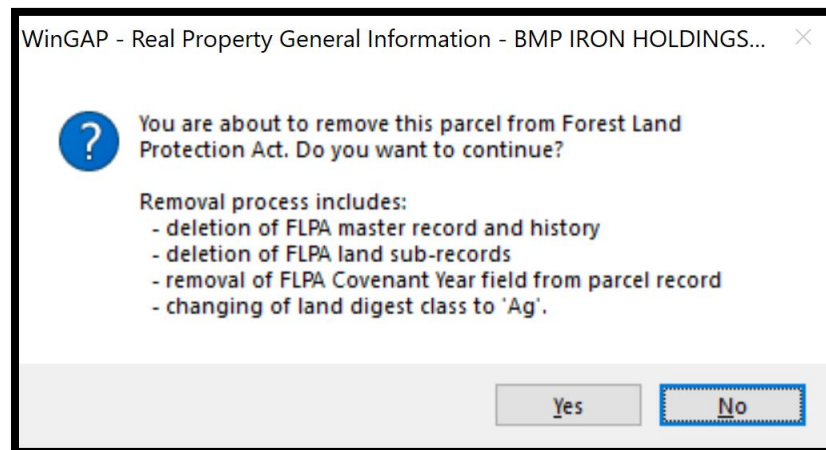 WinGAP - Real Property General Information - BMP IRON HOLDINGS...
You are about to remove this parcel from Forest Land
Protection Act. Do you want to continue?
Removal process includes:
- deletion of FLPA master record and history
- deletion of FLPA land sub-records
- removal of FLPA Covenant Year field from parcel record
- changing of land digest class to 'Ag'.
Yes No